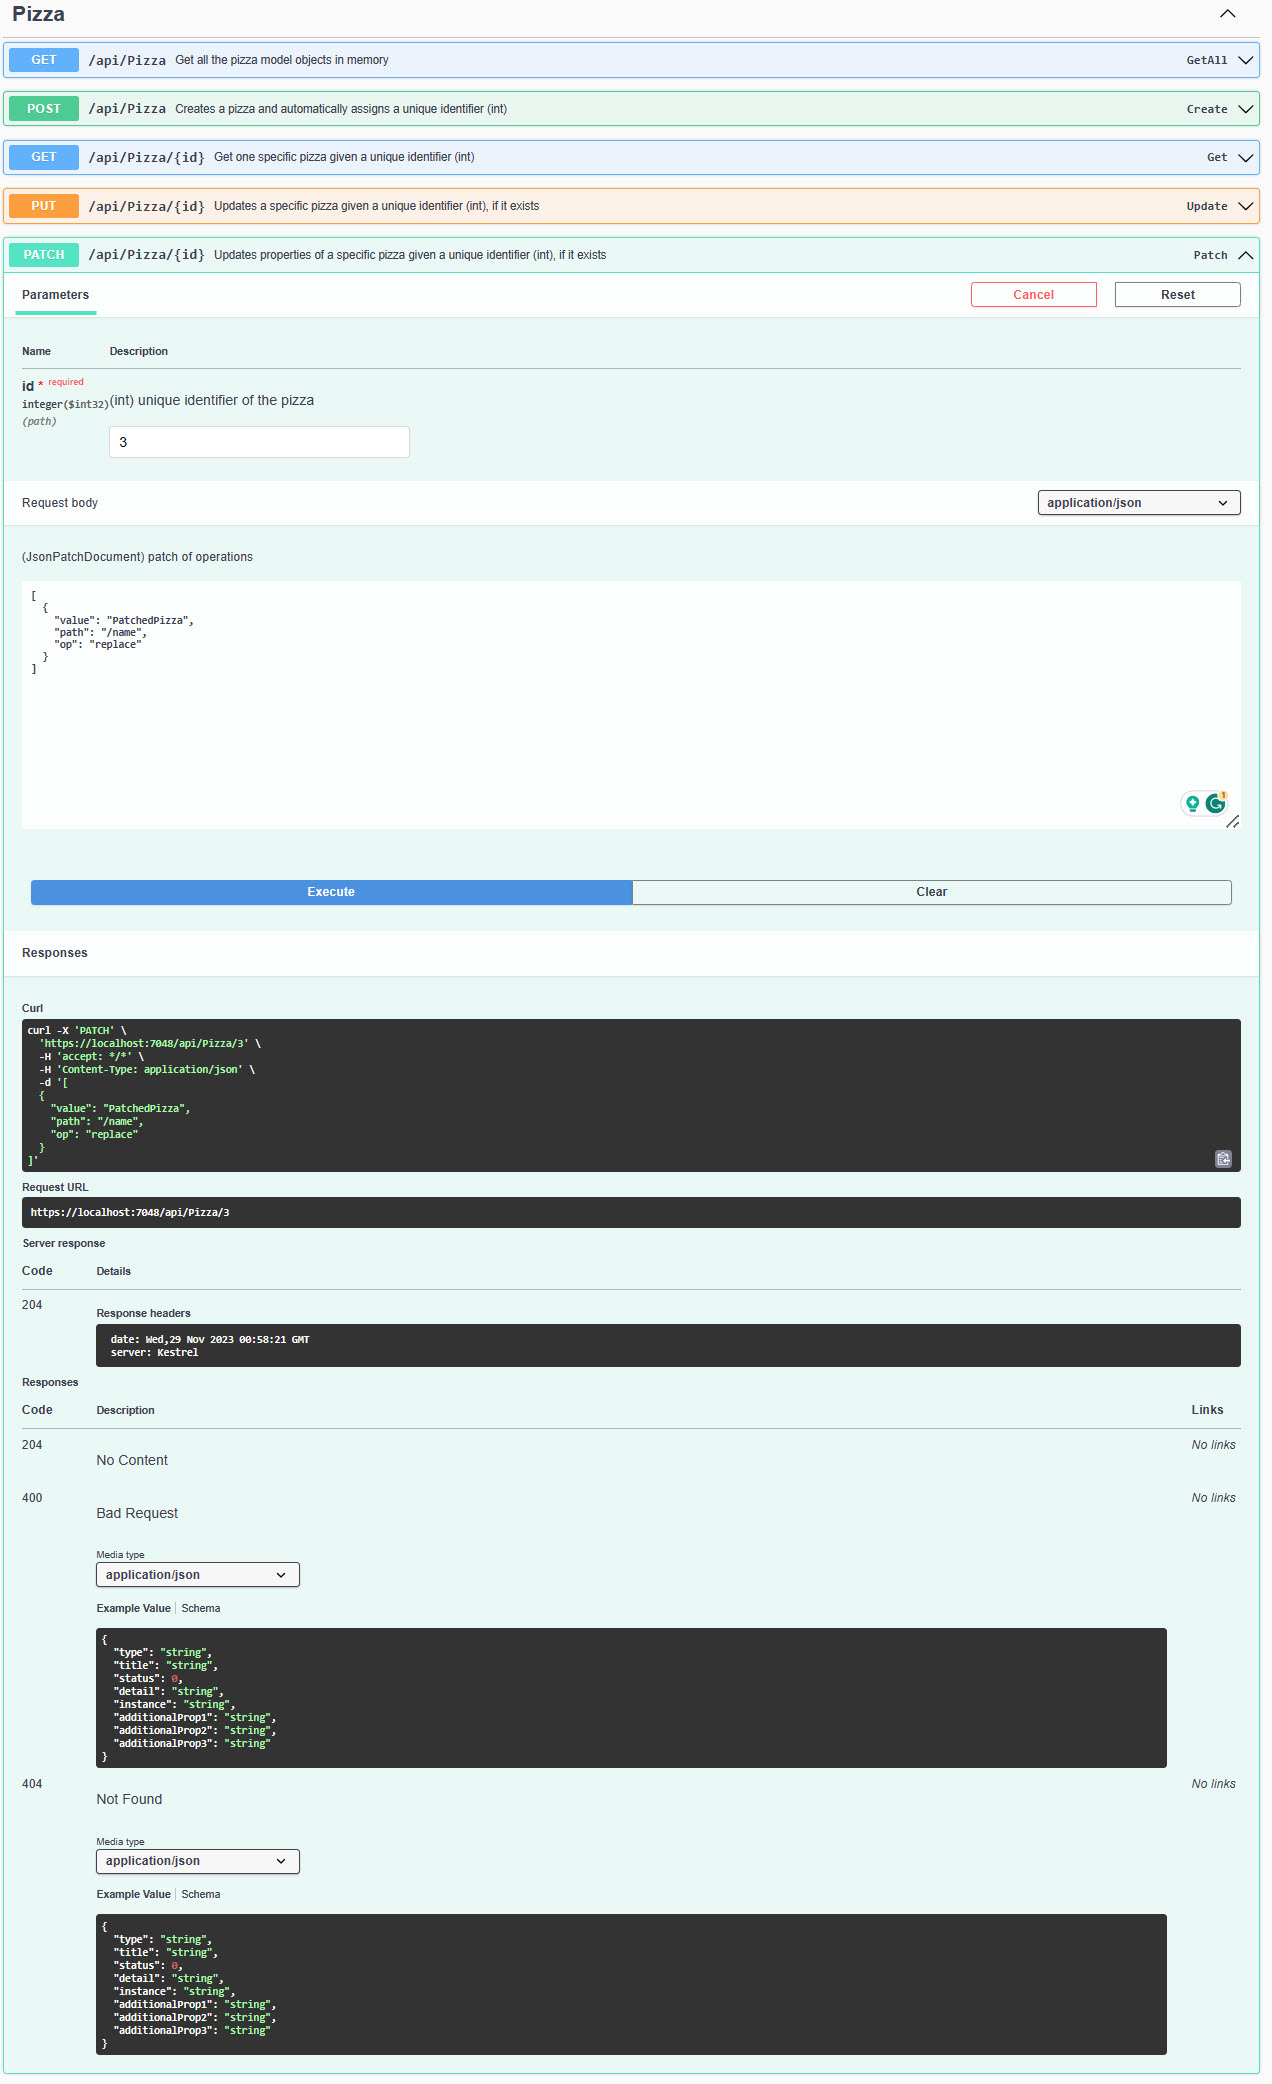 Pizza
GET /api/Pizza Get all the pizza model objects in memory GetAll
POST /api/Pizza Creates a pizza and automatically assigns a unique identifier (int) Create
GET /api/Pizza/{id} Get one specific pizza given a unique identifier (int) Get
PUT /api/Pizza/{id} Updates a specific pizza given a unique identifier (int), if it exists Update
PATCH /api/Pizza/{id} Updates properties of a specific pizza given a unique identifier (int), if it exists Patch
Parameters Cancel Reset
Name Description
id * required
integer($int32) (int) unique identifier of the pizza
(path)
3
Request body application/json
(JsonPatchDocument) patch of operations
[
{
"value": "PatchedPizza",
"path": "/name",
"op": "replace"
}
]
1
Execute Clear
Responses
Curl
curl -X 'PATCH' \
'https://localhost:7048/api/Pizza/3' \
-H 'accept: */*' \
-H 'Content-Type: application/json' \
-d '[
{
"value": "PatchedPizza",
"path": "/name",
"op": "replace"
}
]'
Request URL
https://localhost:7048/api/Pizza/3
Server response
Code Details
204
Response headers
date: Wed,29 Nov 2023 00:58:21 GMT
server: Kestrel
Responses
Code Description Links
204 No links
No Content
400 No links
Bad Request
Media type
application/json
Example Value Schema
{
"type": "string",
"title": "string",
"status": 0,
"detail": "string",
"instance": "string",
"additionalProp1": "string",
"additionalProp2": "string",
"additionalProp3": "string"
}
404 No links
Not Found
Media type
application/json
Example Value Schema
{
"type": "string",
"title": "string",
"status": 0,
"detail": "string",
"instance": "string",
"additionalProp1": "string",
"additionalProp2": "string",
"additionalProp3": "string"
}